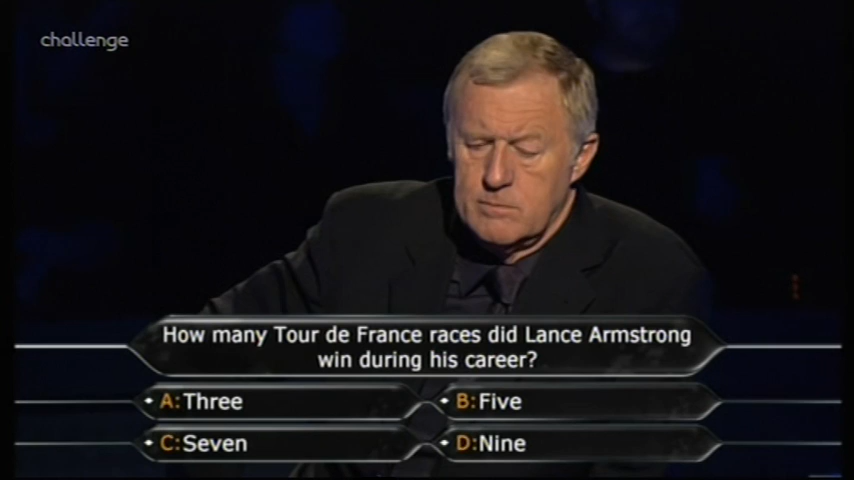 challenge
How many Tour de France races did Lance Armstrong
win during his career?
A: Three
B: Five
C: Seven
D: Nine